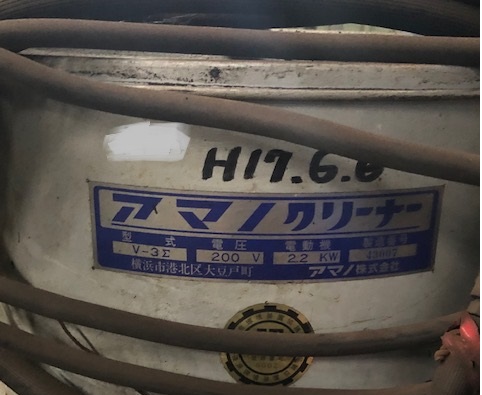 H17.6.6
アマノクリーナー
型式 電圧 電動機 製造番号
V-3Σ 200 V 2.2 KW
横浜市港北区大豆戸町 アマノ株式会社